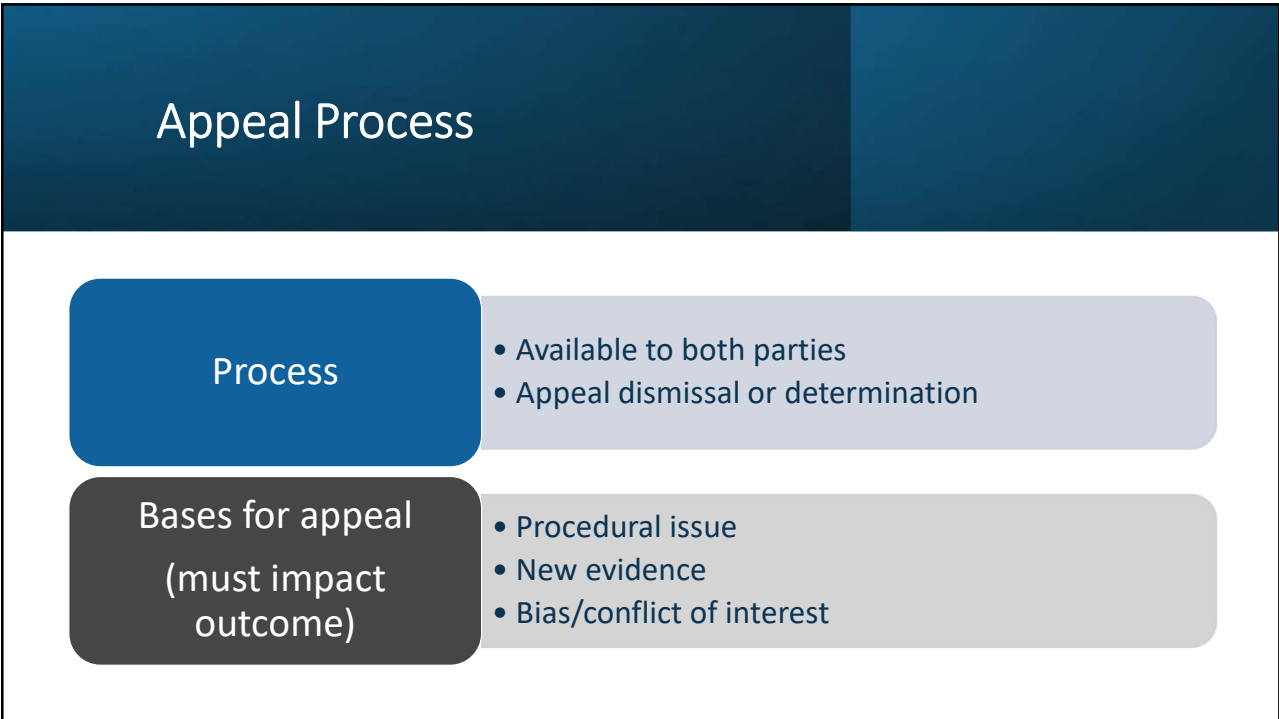 Appeal Process
Process
• Available to both parties
• Appeal dismissal or determination
Bases for appeal
(must impact
outcome)
• Procedural issue
• New evidence
• Bias/conflict of interest